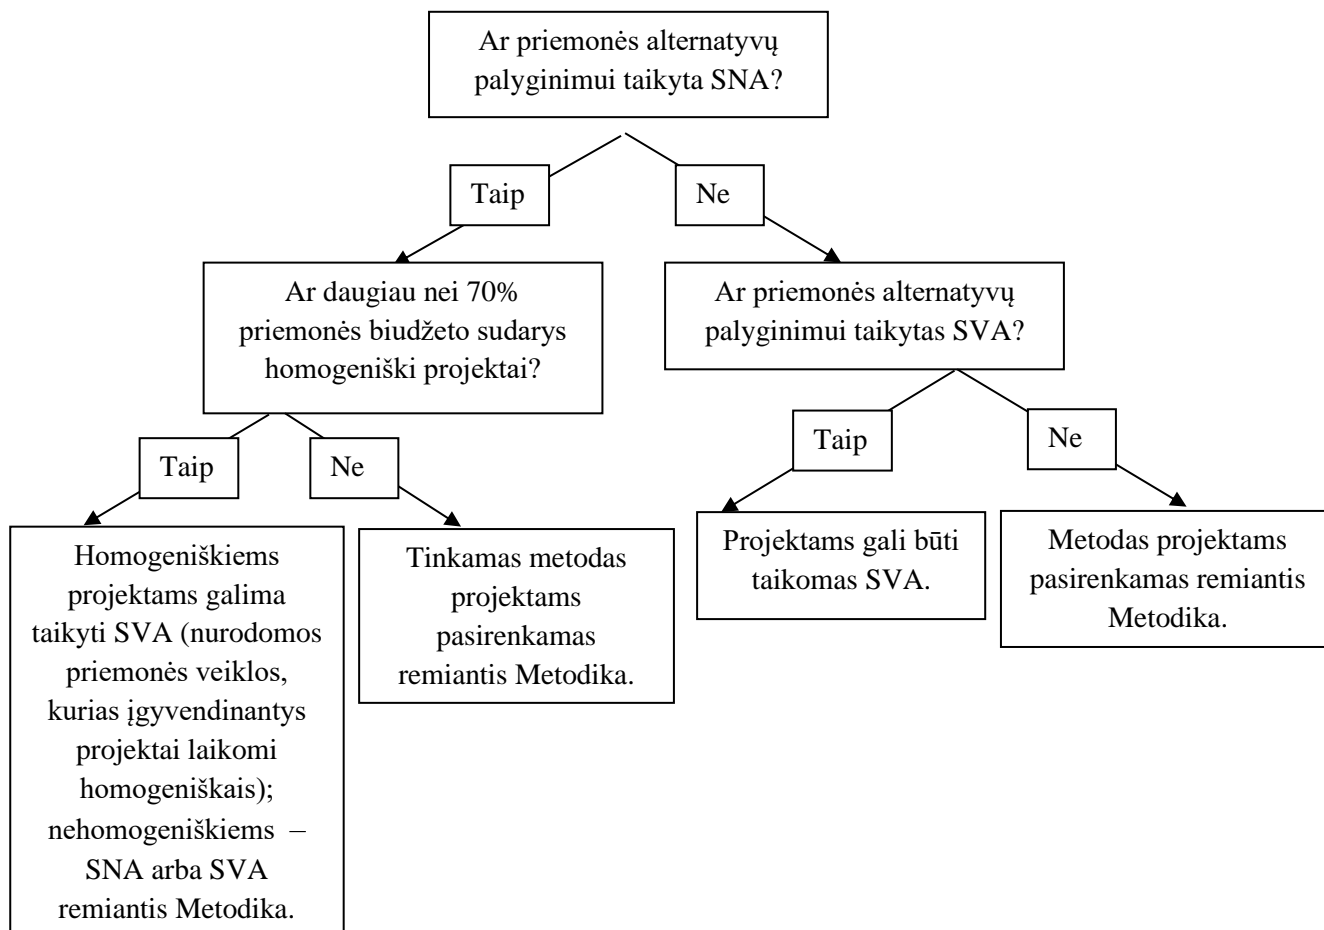 Ar priemonės alternatyvų
palyginimui taikyta SNA?
Taip
Ne
Ar daugiau nei 70%
priemonės biudžeto sudarys
homogeniški projektai?
Ar priemonės alternatyvų
palyginimui taikytas SVA?
Taip
Ne
Taip
Ne
Homogeniškiems
projektams galima
taikyti SVA (nurodomos
priemonės veiklos,
kurias įgyvendinantys
projektai laikomi
homogeniškais);
nehomogeniškiems –
SNA arba SVA
remiantis Metodika.
Tinkamas metodas
projektams
pasirenkamas
remiantis Metodika.
Projektams gali būti
taikomas SVA.
Metodas projektams
pasirenkamas remiantis
Metodika.